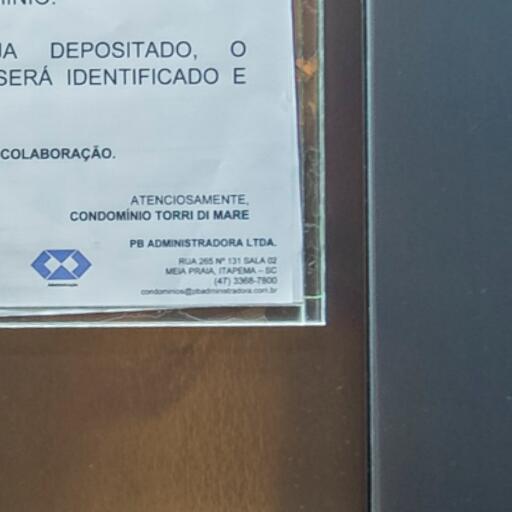 DEPOSITADO, O
SERÁ IDENTIFICADO E
COLABORAÇÃO.
ATENCIOSAMENTE,
CONDOMÍNIO TORRI DI MARE
PB ADMINISTRADORA LTDA.
RUA 265 Nº 131 SALA 02
MEIA PRAIA, ITAPEMA – SC
(47) 3368-7800
condominios@pbadministradora.com.br